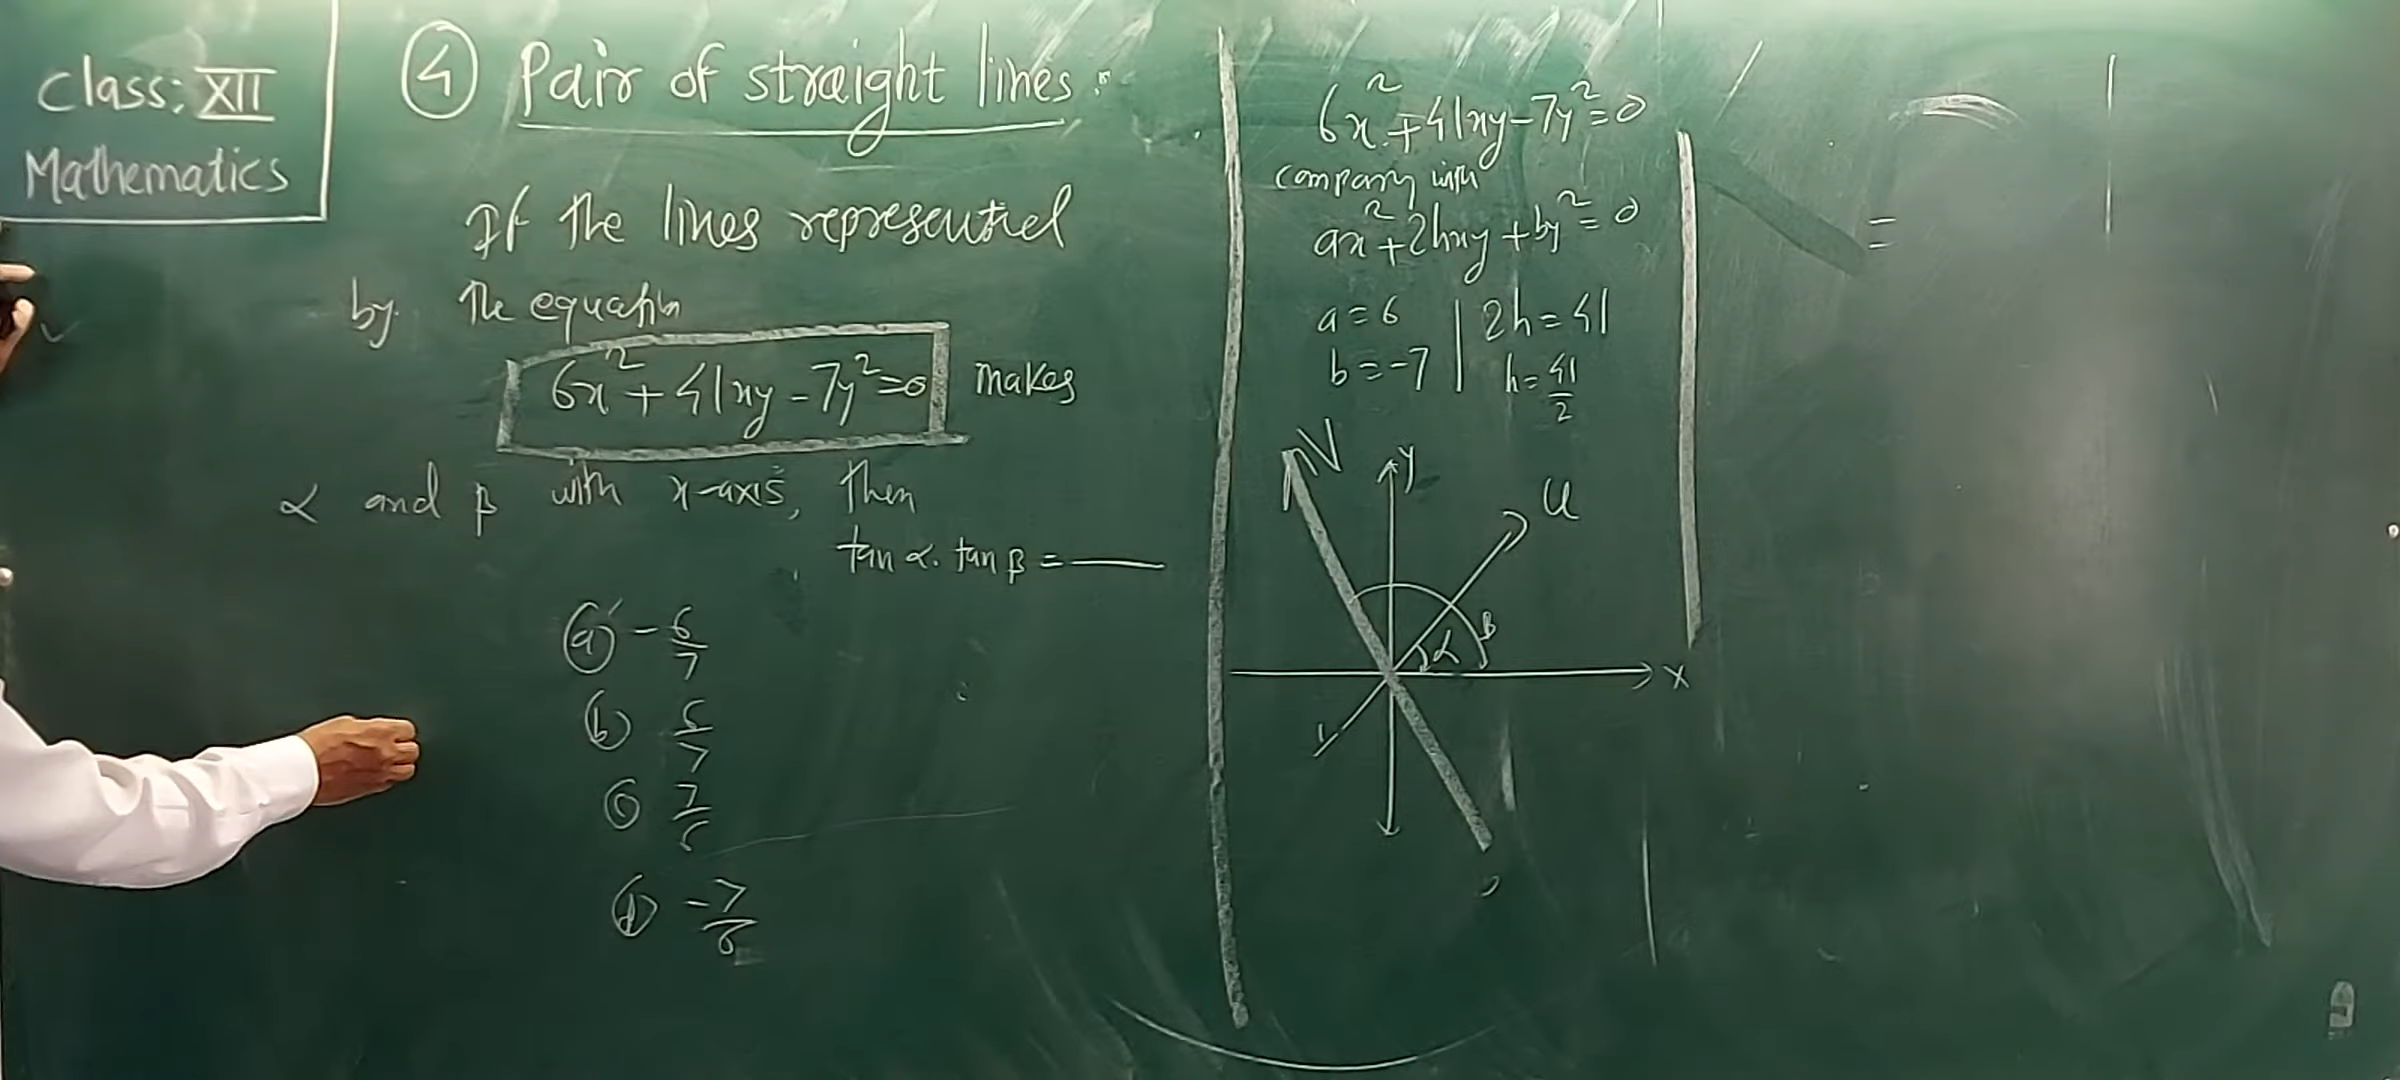 Class: XII
Mathematics
④ Pair of straight lines:
If the lines represented
by the equation
6x² + 41xy - 7y² = 0 makes
α and β with x-axis, then
tan α. tan β = ___
ⓐ - 6/7
ⓑ 6/7
ⓒ 7/6
ⓓ -7/6
6x² + 41xy - 7y² = 0
company with
ax² + 2hxy + by² = 0
a = 6 | 2h = 41
b = -7 | h = 41/2
V
Y
U
β
α
X
=